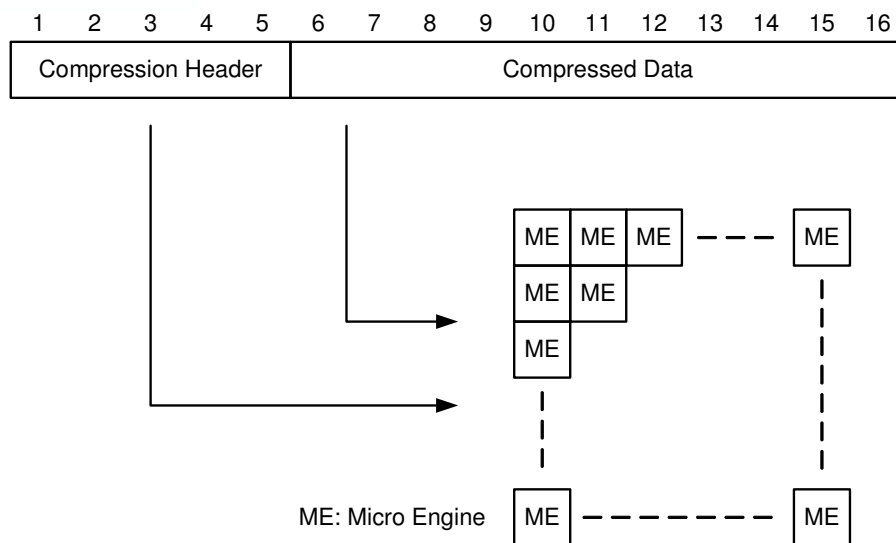 1 2 3 4 5 6 7 8 9 10 11 12 13 14 15 16
Compression Header Compressed Data
ME ME ME ME
ME ME
ME
ME: Micro Engine ME ME